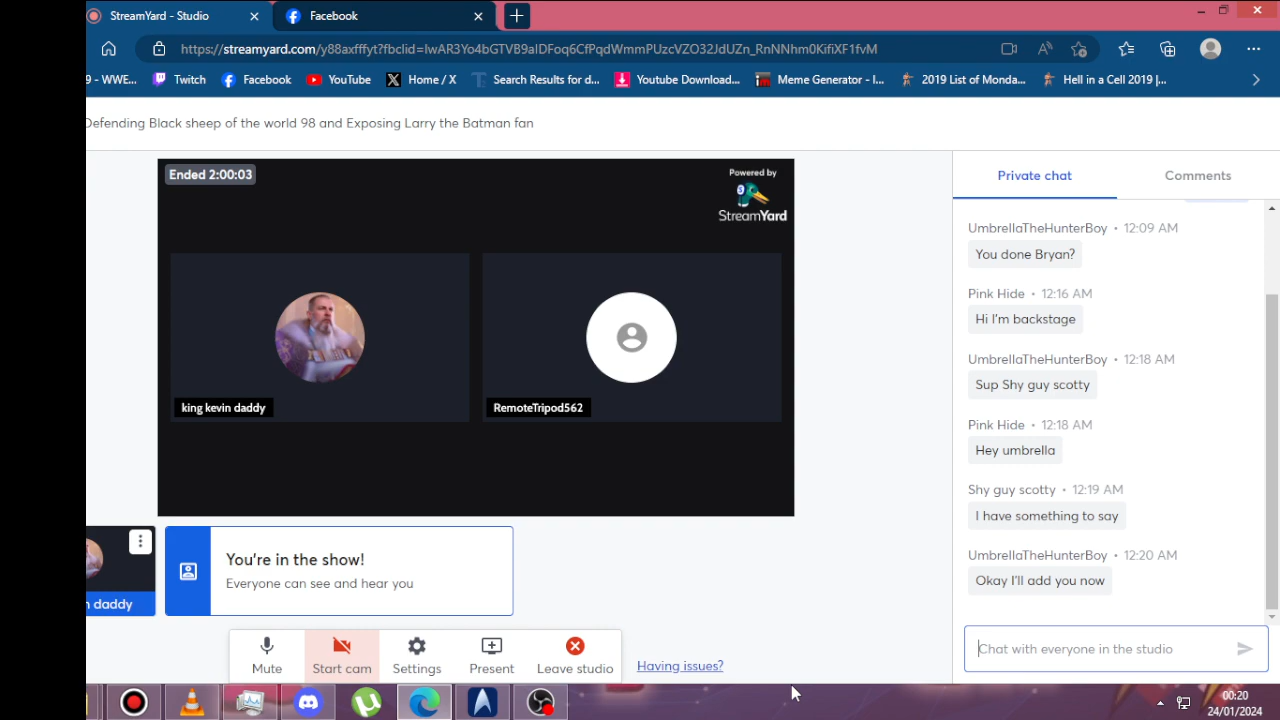 StreamYard - Studio
Facebook
https://streamyard.com/y88axfffyt?fbclid=IwAR3Yo4bGTVB9aIDFoq6CfPqdWmmPUzcVZO32JdUZn_RnNNhm0KifiXF1fvM
9 - WWE...
Twitch
Facebook
YouTube
Home / X
Search Results for d...
Youtube Download...
Meme Generator - I...
2019 List of Monda...
Hell in a Cell 2019 |...
Defending Black sheep of the world 98 and Exposing Larry the Batman fan
Ended 2:00:03
Powered by
StreamYard
king kevin daddy
RemoteTripod562
n daddy
You're in the show!
Everyone can see and hear you
Mute
Start cam
Settings
Present
Leave studio
Having issues?
Private chat
Comments
UmbrellaTheHunterBoy • 12:09 AM
You done Bryan?
Pink Hide • 12:16 AM
Hi I'm backstage
UmbrellaTheHunterBoy • 12:18 AM
Sup Shy guy scotty
Pink Hide • 12:18 AM
Hey umbrella
Shy guy scotty • 12:19 AM
I have something to say
UmbrellaTheHunterBoy • 12:20 AM
Okay I'll add you now
Chat with everyone in the studio
00:20
24/01/2024